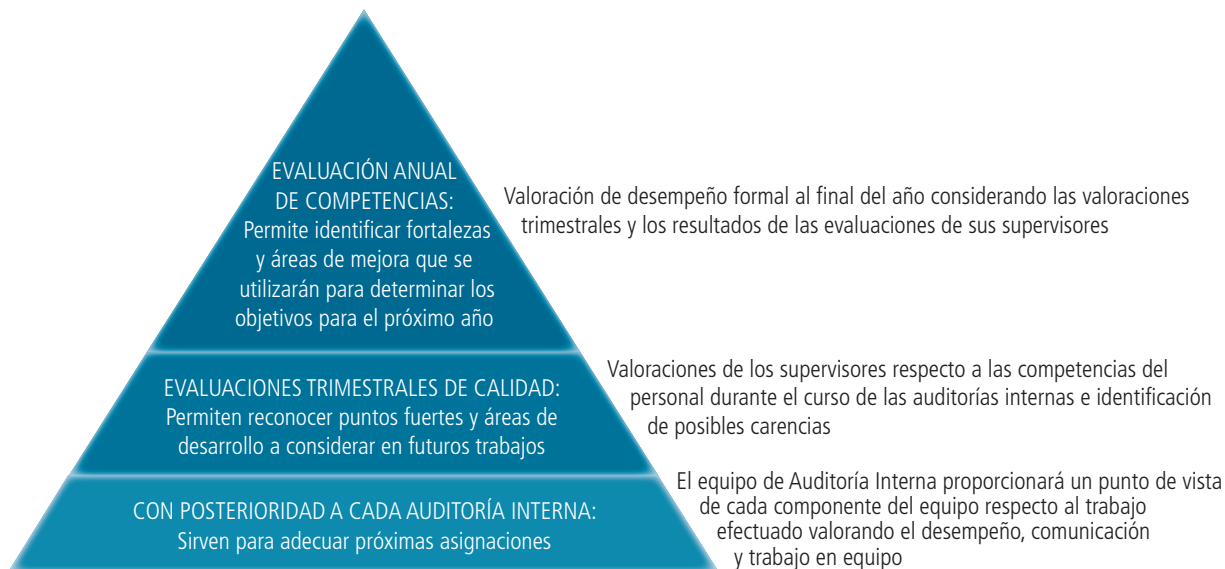 EVALUACIÓN ANUAL
DE COMPETENCIAS:
Permite identificar fortalezas
y áreas de mejora que se
utilizarán para determinar los
objetivos para el próximo año
Valoración de desempeño formal al final del año considerando las valoraciones
trimestrales y los resultados de las evaluaciones de sus supervisores
EVALUACIONES TRIMESTRALES DE CALIDAD:
Permiten reconocer puntos fuertes y áreas de
desarrollo a considerar en futuros trabajos
Valoraciones de los supervisores respecto a las competencias del
personal durante el curso de las auditorías internas e identificación
de posibles carencias
CON POSTERIORIDAD A CADA AUDITORÍA INTERNA:
Sirven para adecuar próximas asignaciones
El equipo de Auditoría Interna proporcionará un punto de vista
de cada componente del equipo respecto al trabajo
efectuado valorando el desempeño, comunicación
y trabajo en equipo